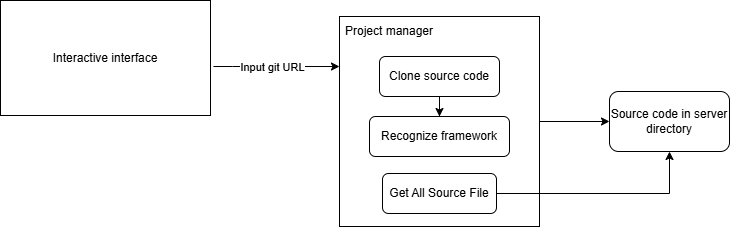 Interactive interface
Input git URL
Project manager
Clone source code
Recognize framework
Get All Source File
Source code in server
directory